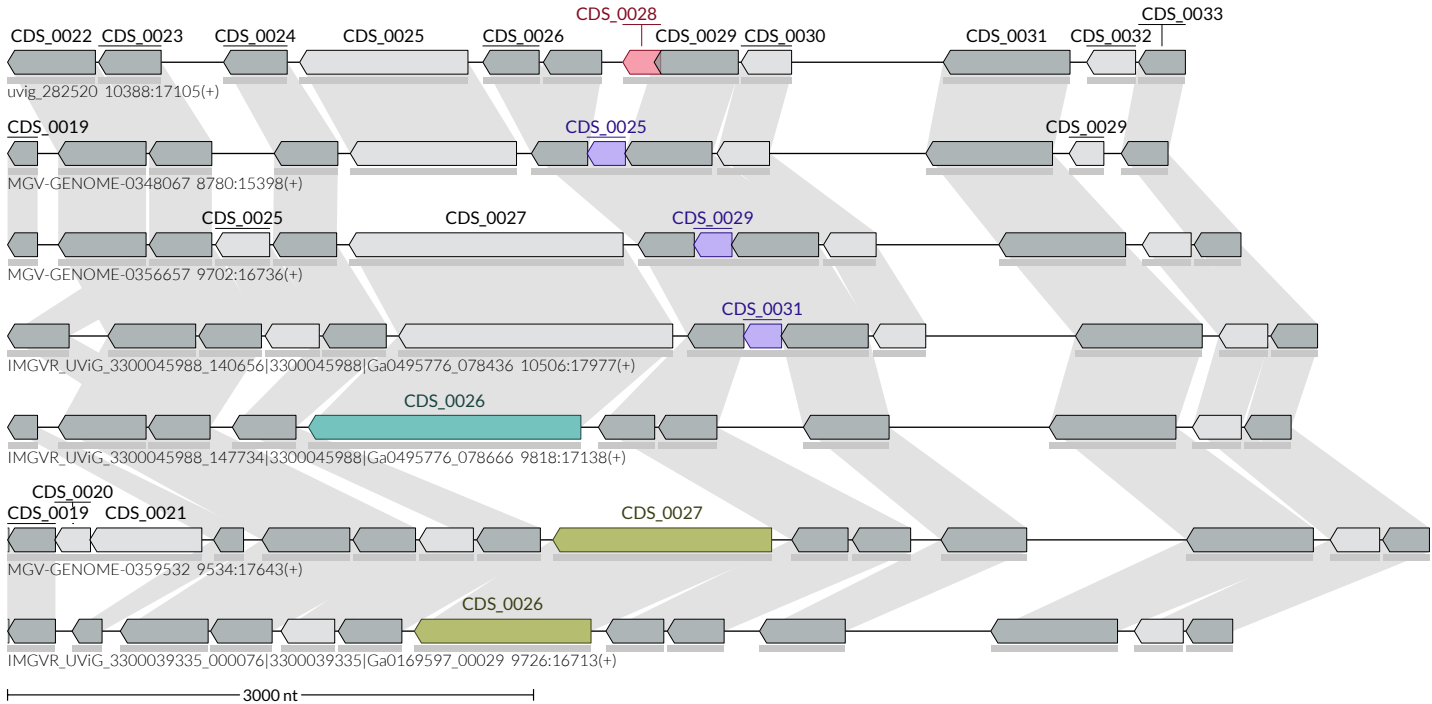 CDS_0028 CDS_0033
CDS_0022 CDS_0023 CDS_0024 CDS_0025 CDS_0026 CDS_0029 CDS_0030 CDS_0031 CDS_0032
uvig_282520 10388:17105(+)
CDS_0019 CDS_0025 CDS_0029
MGV-GENOME-0348067 8780:15398(+)
CDS_0025 CDS_0027 CDS_0029
MGV-GENOME-0356657 9702:16736(+)
CDS_0031
IMGVR_UViG_3300045988_140656|3300045988|Ga0495776_078436 10506:17977(+)
CDS_0026
IMGVR_UViG_3300045988_147734|3300045988|Ga0495776_078666 9818:17138(+)
CDS_0020
CDS_0019 CDS_0021 CDS_0027
MGV-GENOME-0359532 9534:17643(+)
CDS_0026
IMGVR_UViG_3300039335_000076|3300039335|Ga0169597_00029 9726:16713(+)
3000 nt